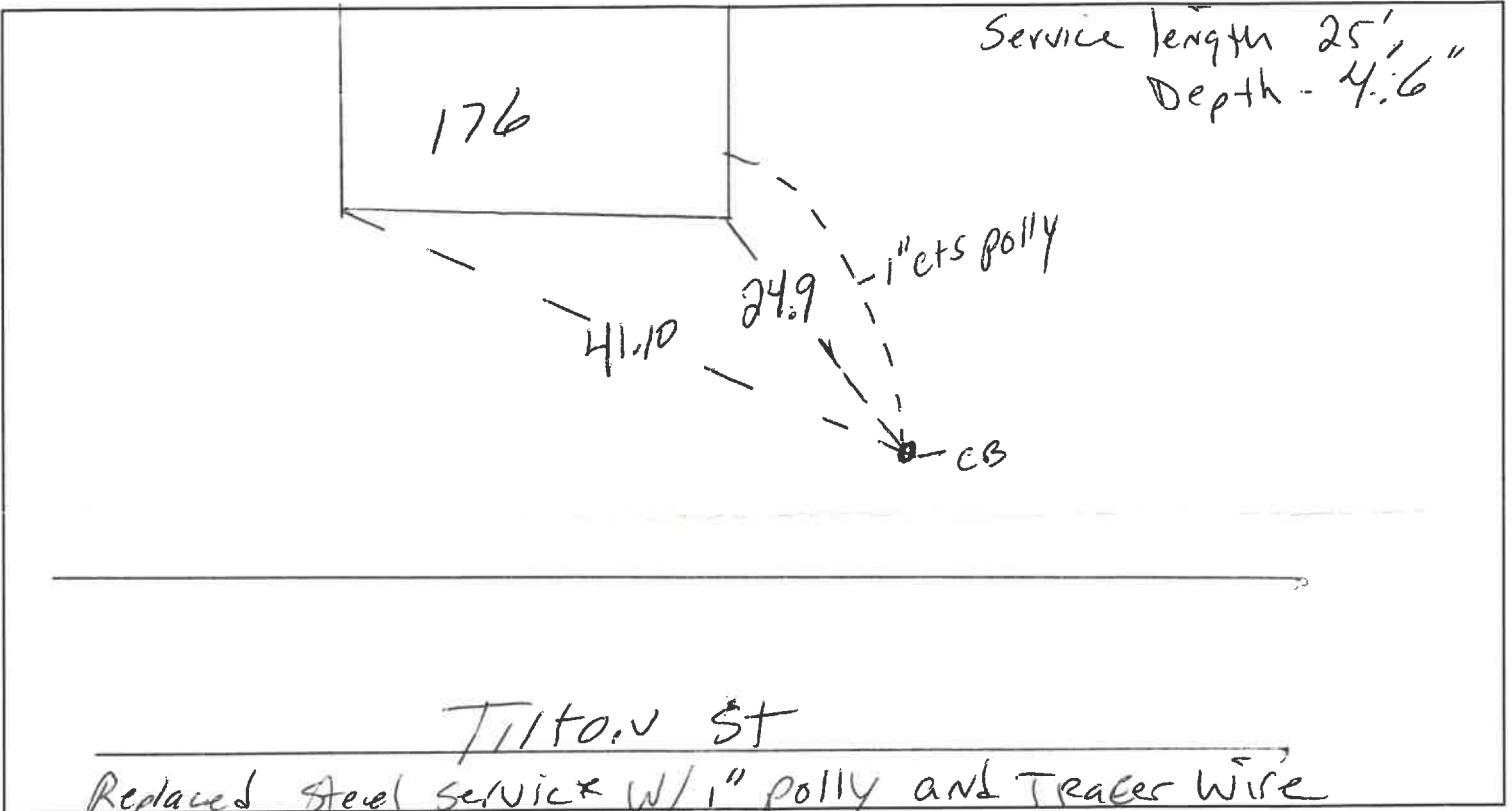 Service length 25',
Depth - 4'.6"
176
1" cts polly
24.9
41.10
CB
Tilton St
Replaced Steel service W/ 1" polly and Tracer Wire